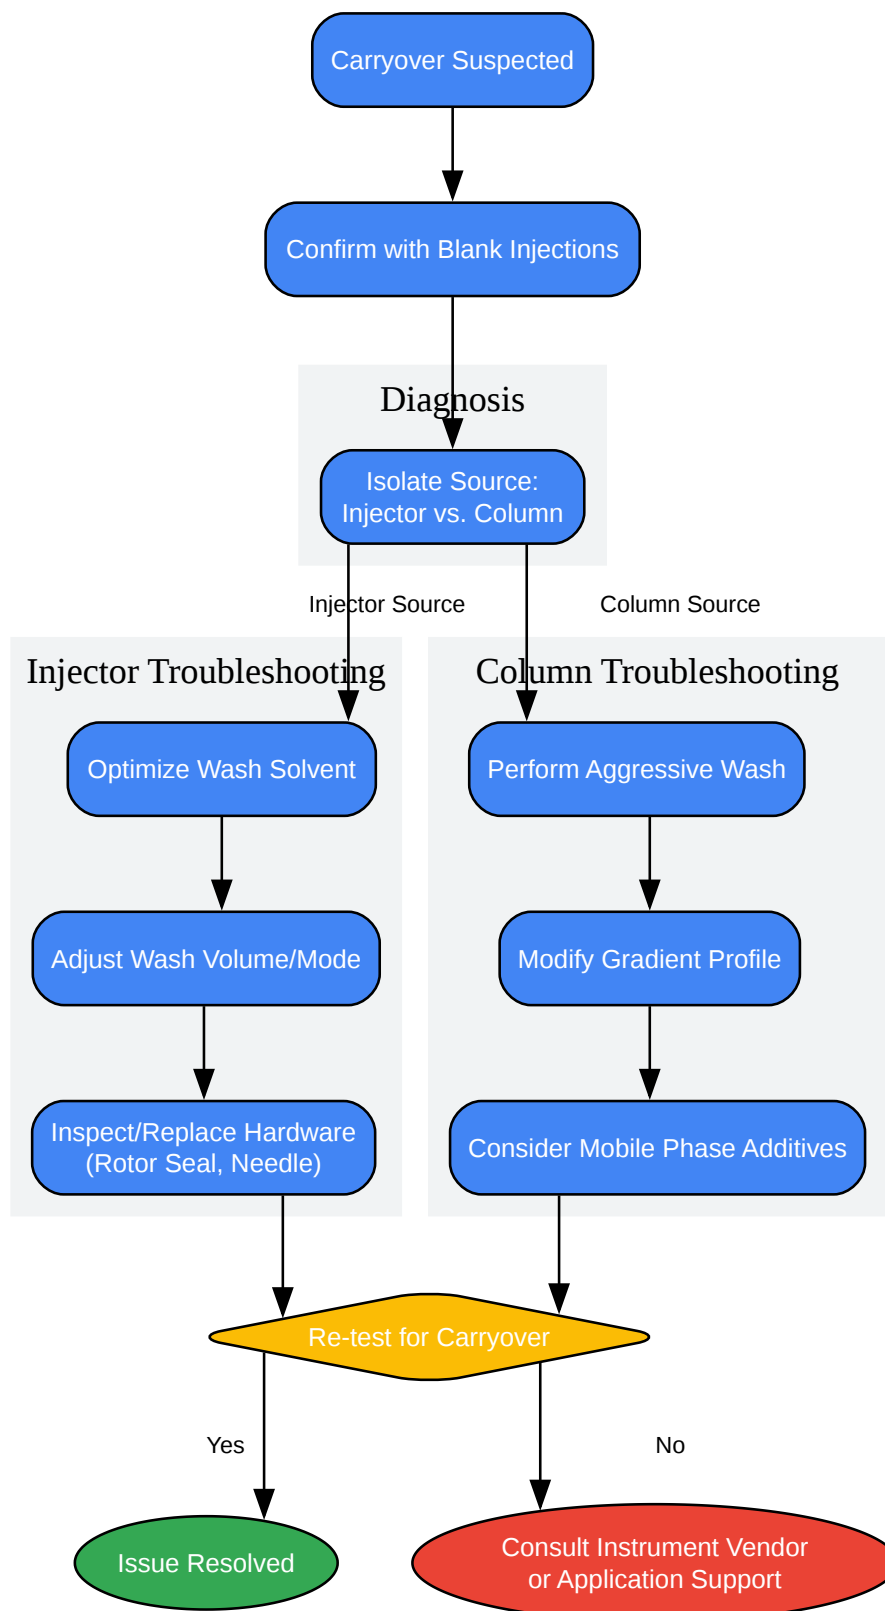 Carryover Suspected
Confirm with Blank Injections
Diagnosis
Isolate Source:
Injector vs. Column
Injector Source
Column Source
Injector Troubleshooting
Column Troubleshooting
Optimize Wash Solvent
Perform Aggressive Wash
Adjust Wash Volume/Mode
Modify Gradient Profile
Inspect/Replace Hardware
(Rotor Seal, Needle)
Consider Mobile Phase Additives
Re-test for Carryover
Yes
No
Issue Resolved
Consult Instrument Vendor
or Application Support